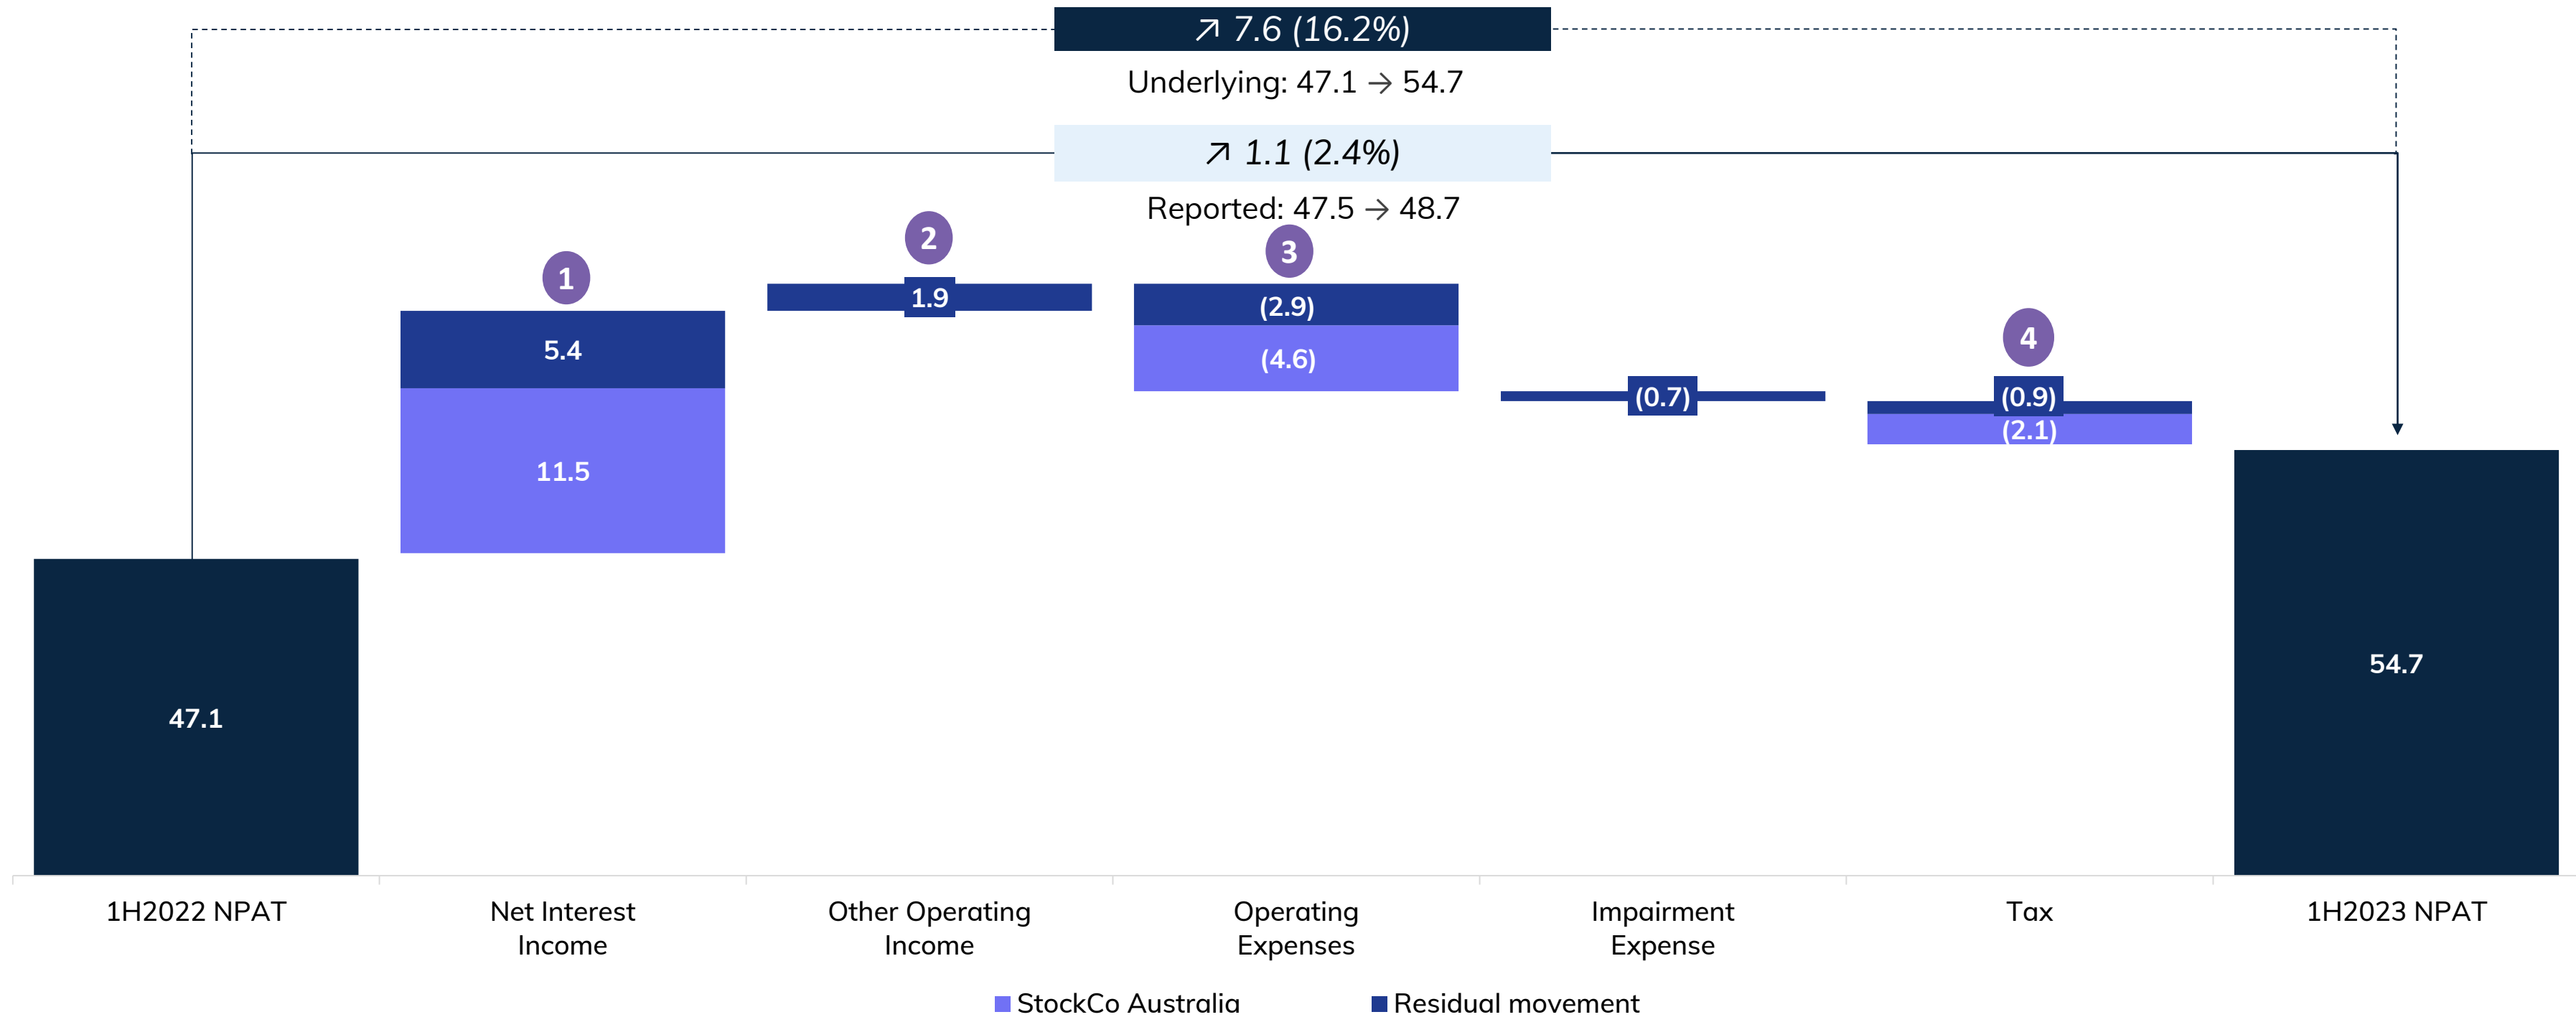 ↗ 7.6 (16.2%)
Underlying: 47.1 → 54.7
↗ 1.1 (2.4%)
Reported: 47.5 → 48.7
1
2
3
4
5.4
11.5
1.9
(2.9)
(4.6)
(0.7)
(0.9)
(2.1)
47.1
54.7
1H2022 NPAT
Net Interest
Income
Other Operating
Income
Operating
Expenses
Impairment
Expense
Tax
1H2023 NPAT
StockCo Australia
Residual movement